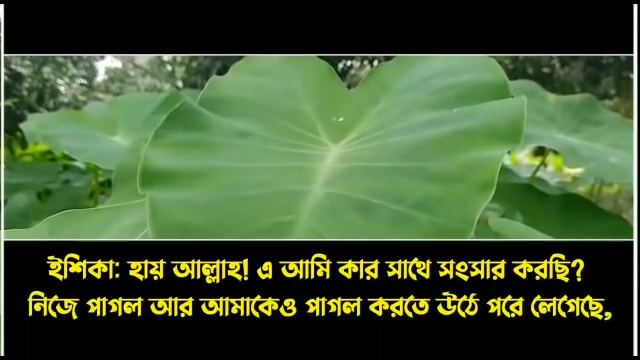 ইশিকা: হায় আল্লাহ! এ আমি কার সাথে সংসার করছি?
নিজে পাগল আর আমাকেও পাগল করতে উঠে পরে লেগেছে,